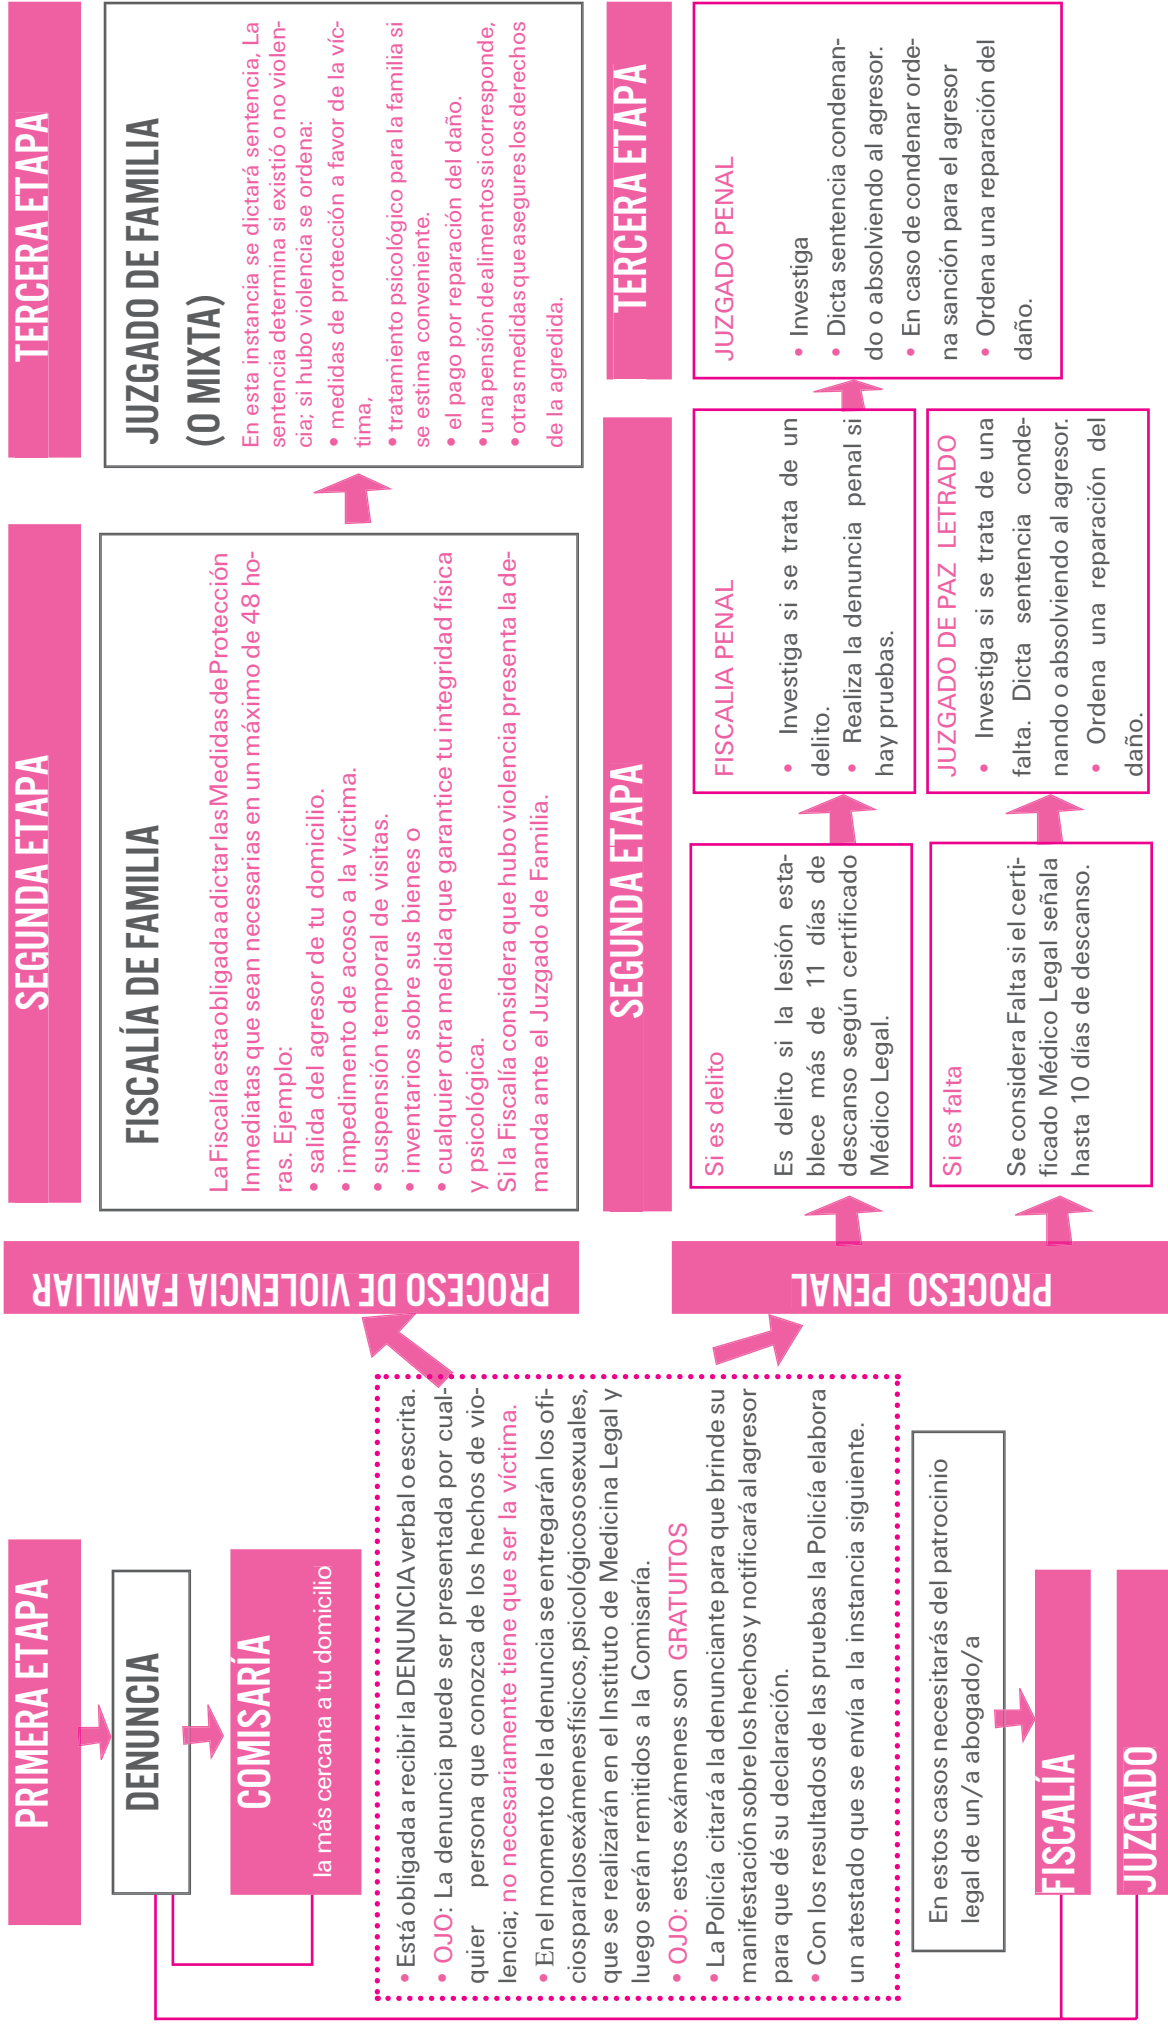 PRIMERA ETAPA
DENUNCIA
COMISARÍA
la más cercana a tu domicilio
• Está obligada a recibir la DENUNCIA verbal o escrita.
• OJO: La denuncia puede ser presentada por cual-
quier persona que conozca de los hechos de vio-
lencia; no necesariamente tiene que ser la víctima.
• En el momento de la denuncia se entregarán los ofi-
cios para los exámenes físicos, psicológicos o sexuales,
que se realizarán en el Instituto de Medicina Legal y
luego serán remitidos a la Comisaría.
• OJO: estos exámenes son GRATUITOS
• La Policía citará a la denunciante para que brinde su
manifestación sobre los hechos y notificará al agresor
para que dé su declaración.
• Con los resultados de las pruebas la Policía elabora
un atestado que se envía a la instancia siguiente.
En estos casos necesitarás del patrocinio
legal de un/a abogado/a
FISCALÍA
JUZGADO
PROCESO DE VIOLENCIA FAMILIAR
SEGUNDA ETAPA
FISCALÍA DE FAMILIA
La Fiscalía esta obligada a dictar las Medidas de Protección
Inmediatas que sean necesarias en un máximo de 48 ho-
ras. Ejemplo:
• salida del agresor de tu domicilio.
• impedimento de acoso a la víctima.
• suspensión temporal de visitas.
• inventarios sobre sus bienes o
• cualquier otra medida que garantice tu integridad física
y psicológica.
Si la Fiscalía considera que hubo violencia presenta la de-
manda ante el Juzgado de Familia.
TERCERA ETAPA
JUZGADO DE FAMILIA
(O MIXTA)
En esta instancia se dictará sentencia, La
sentencia determina si existió o no violen-
cia; si hubo violencia se ordena:
• medidas de protección a favor de la víc-
tima,
• tratamiento psicológico para la familia si
se estima conveniente.
• el pago por reparación del daño.
• una pensión de alimentos si corresponde,
• otras medidas que asegures los derechos
de la agredida.
PROCESO PENAL
SEGUNDA ETAPA
Si es delito
Es delito si la lesión esta-
blece más de 11 días de
descanso según certificado
Médico Legal.
Si es falta
Se considera Falta si el certi-
ficado Médico Legal señala
hasta 10 días de descanso.
FISCALIA PENAL
• Investiga si se trata de un
delito.
• Realiza la denuncia penal si
hay pruebas.
JUZGADO DE PAZ LETRADO
• Investiga si se trata de una
falta. Dicta sentencia conde-
nando o absolviendo al agresor.
• Ordena una reparación del
daño.
TERCERA ETAPA
JUZGADO PENAL
• Investiga
• Dicta sentencia condenan-
do o absolviendo al agresor.
• En caso de condenar orde-
na sanción para el agresor
• Ordena una reparación del
daño.